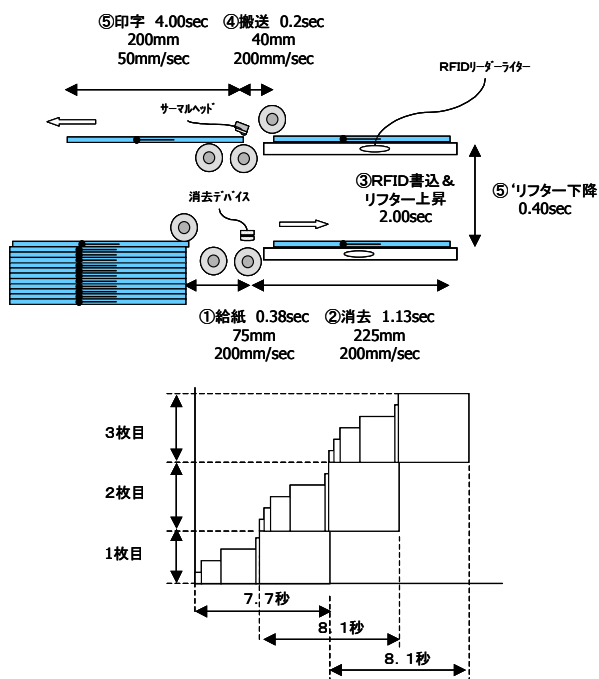 ⑤印字 4.00sec
200mm
50mm/sec
④搬送 0.2sec
40mm
200mm/sec
RFIDﾘｰﾀﾞｰﾗｲﾀｰ
ｻｰﾏﾙﾍｯﾄﾞ
消去ﾃﾞﾊﾞｲｽ
③RFID書込＆
リフター上昇
2.00sec
⑤‘リフター下降
0.40sec
①給紙 0.38sec
75mm
200mm/sec
②消去 1.13sec
225mm
200mm/sec
３枚目
２枚目
1枚目
７．７秒
８．１秒
８．１秒